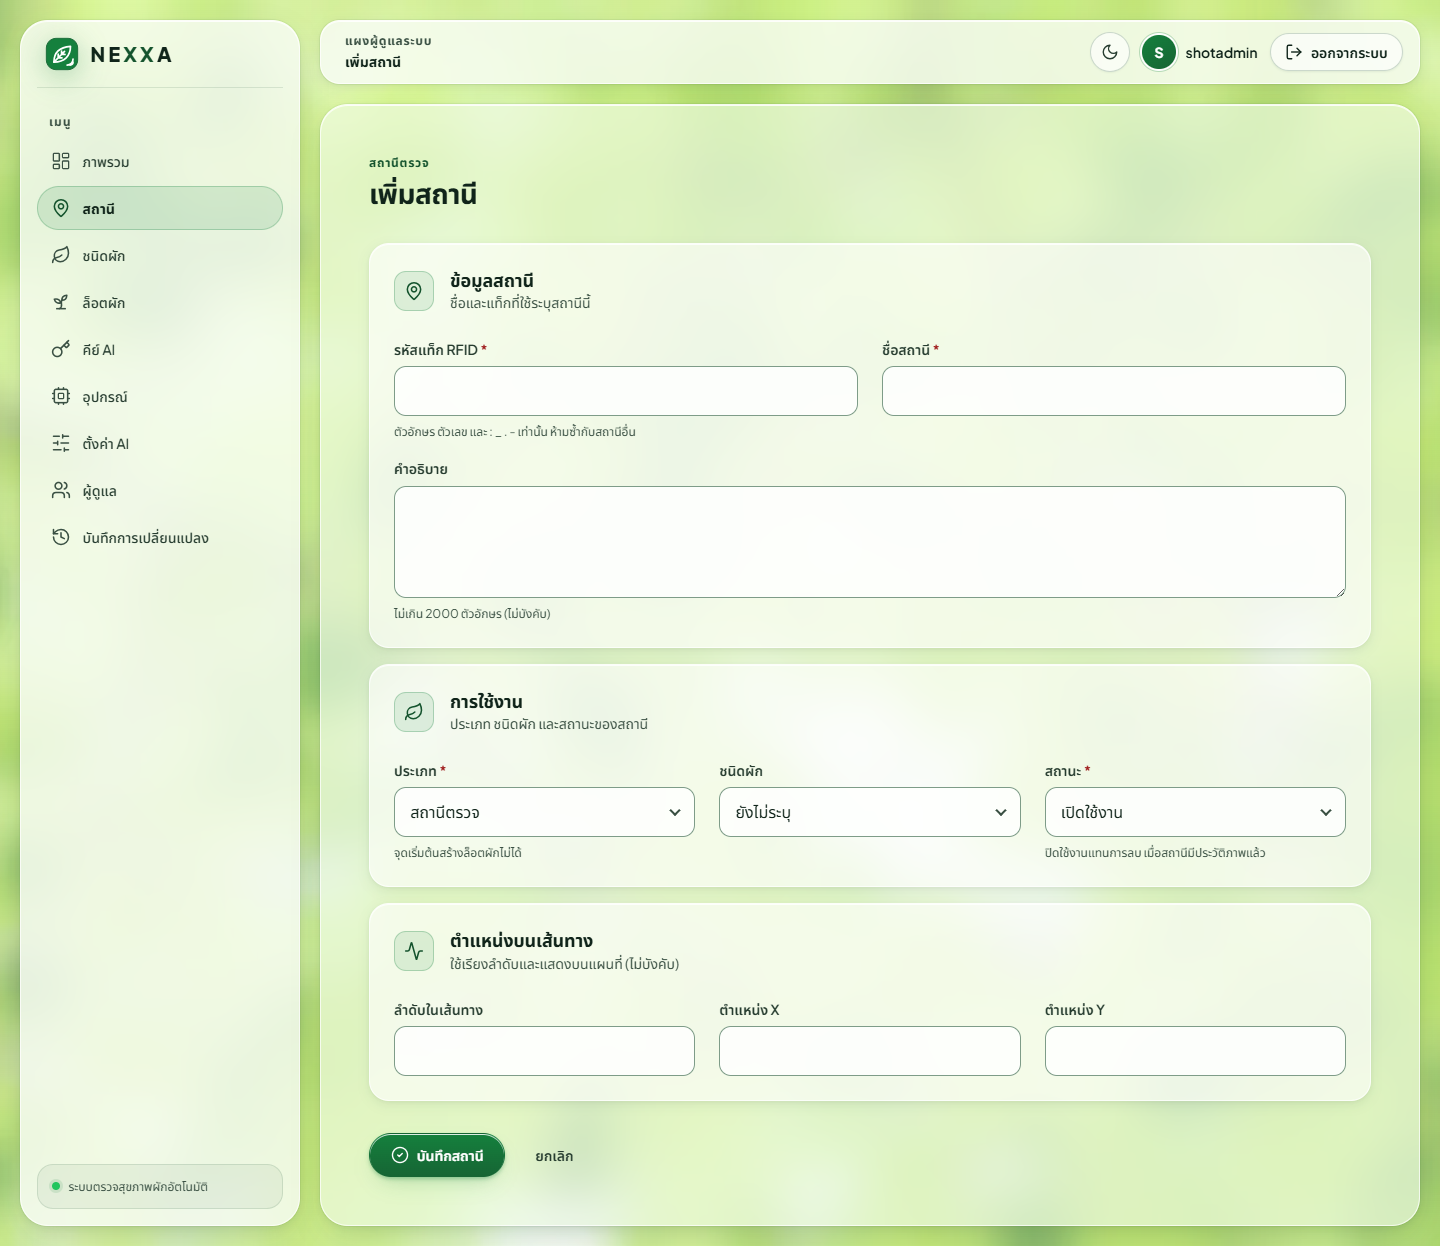 NEXXA
เมนู
ภาพรวม
สถานี
ชนิดผัก
ล็อตผัก
คีย์ AI
อุปกรณ์
ตั้งค่า AI
ผู้ดูแล
บันทึกการเปลี่ยนแปลง
ระบบตรวจสุขภาพผักอัตโนมัติ
แผงผู้ดูแลระบบ
เพิ่มสถานี
S shotadmin ออกจากระบบ
สถานีตรวจ
เพิ่มสถานี
ข้อมูลสถานี
ชื่อและแท็กที่ใช้ระบุสถานีนี้
รหัสแท็ก RFID * ชื่อสถานี *
ตัวอักษร ตัวเลข และ : _ . - เท่านั้น ห้ามซ้ำกับสถานีอื่น
คำอธิบาย
ไม่เกิน 2000 ตัวอักษร (ไม่บังคับ)
การใช้งาน
ประเภท ชนิดผัก และสถานะของสถานี
ประเภท * ชนิดผัก สถานะ *
สถานีตรวจ ยังไม่ระบุ เปิดใช้งาน
จุดเริ่มต้นสร้างล็อตผักไม่ได้ ปิดใช้งานแทนการลบ เมื่อสถานีมีประวัติภาพแล้ว
ตำแหน่งบนเส้นทาง
ใช้เรียงลำดับและแสดงบนแผนที่ (ไม่บังคับ)
ลำดับในเส้นทาง ตำแหน่ง X ตำแหน่ง Y
บันทึกสถานี ยกเลิก